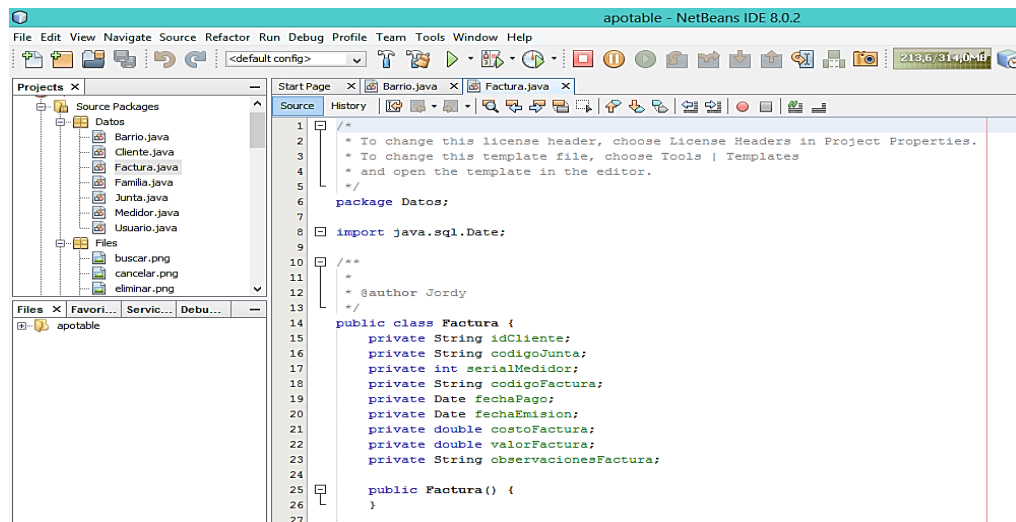 apotable - NetBeans IDE 8.0.2
File Edit View Navigate Source Refactor Run Debug Profile Team Tools Window Help
<default config>
213,6/314,0MB
Projects
Source Packages
Datos
Barrio.java
Cliente.java
Factura.java
Familia.java
Junta.java
Medidor.java
Usuario.java
Files
buscar.png
cancelar.png
eliminar.png
Files Favori... Servic... Debu...
apotable
Start Page Barrio.java Factura.java
Source History
1 /*
2 * To change this license header, choose License Headers in Project Properties.
3 * To change this template file, choose Tools | Templates
4 * and open the template in the editor.
5 */
6 package Datos;
7
8 import java.sql.Date;
9
10 /**
11 *
12 * @author Jordy
13 */
14 public class Factura {
15 private String idCliente;
16 private String codigoJunta;
17 private int serialMedidor;
18 private String codigoFactura;
19 private Date fechaPago;
20 private Date fechaEmision;
21 private double costoFactura;
22 private double valorFactura;
23 private String observacionesFactura;
24
25 public Factura() {
26 }
27